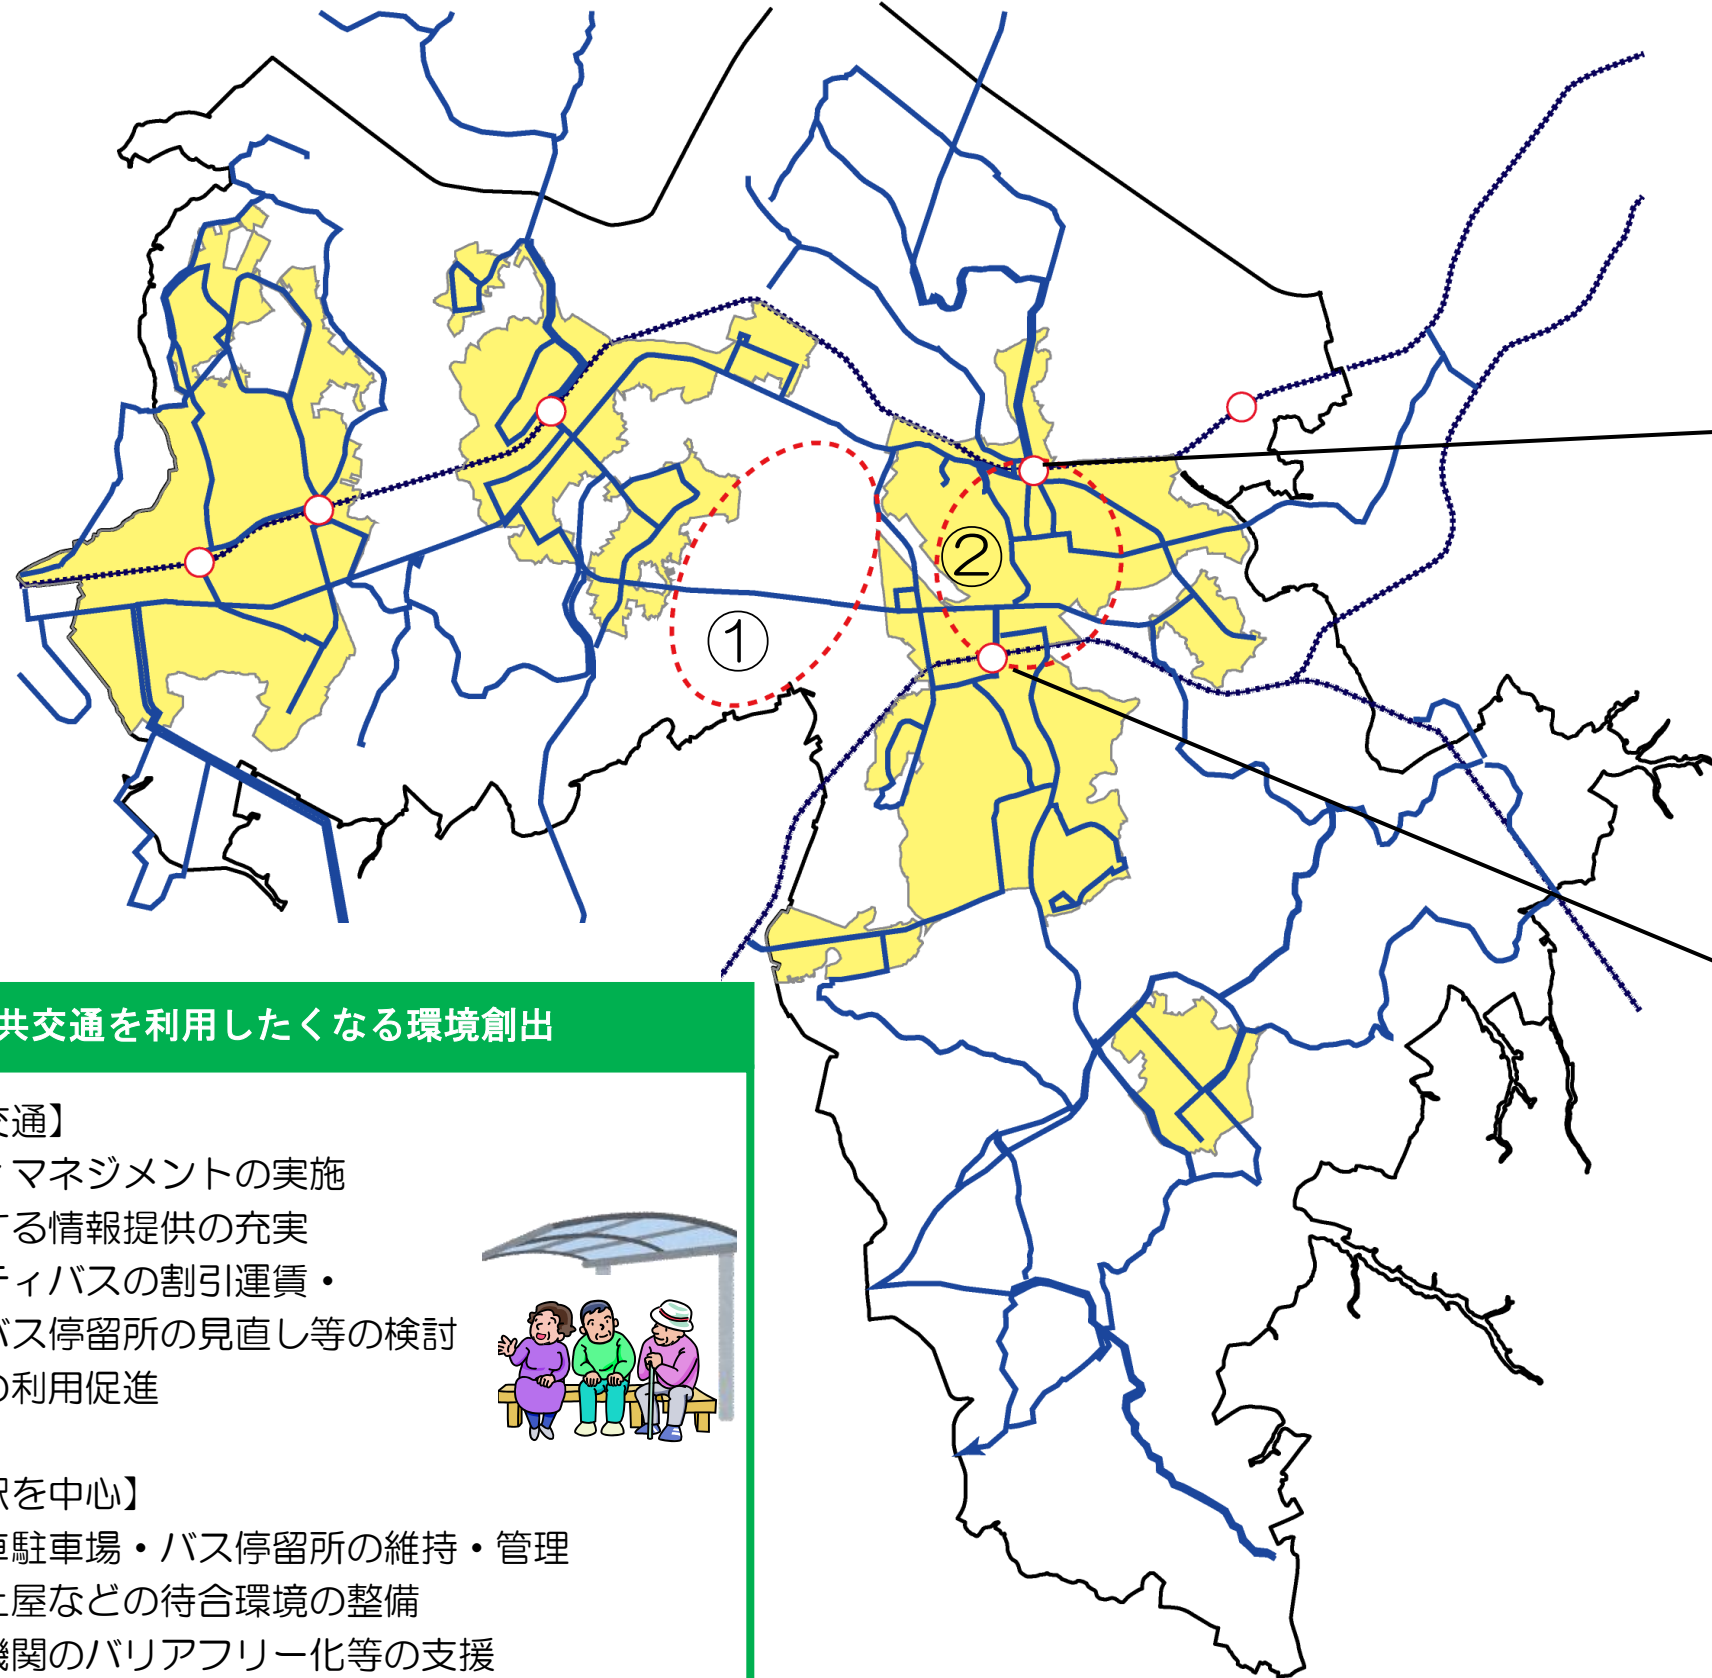 ①
②
共交通を利用したくなる環境創出
交通】
マネジメントの実施
する情報提供の充実
ティバスの割引運賃・
バス停留所の見直し等の検討
の利用促進
駅を中心】
車駐車場・バス停留所の維持・管理
上屋などの待合環境の整備
機関のバリアフリー化等の支援